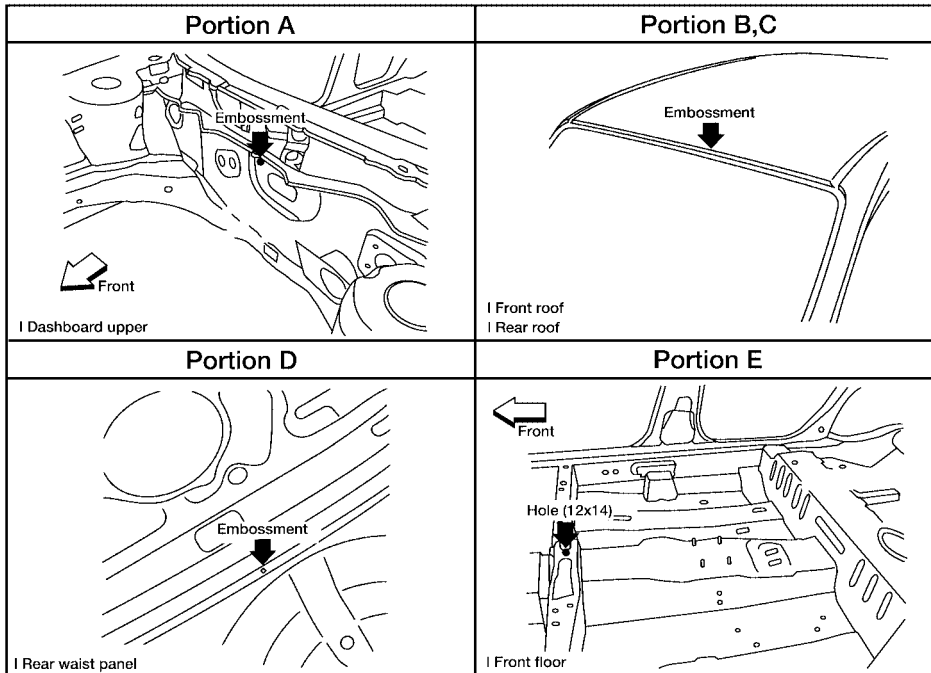 Portion A
Embossment
Front
l Dashboard upper
Portion B,C
Embossment
l Front roof
l Rear roof
Portion D
Embossment
l Rear waist panel
Portion E
Front
Hole (12x14)
l Front floor